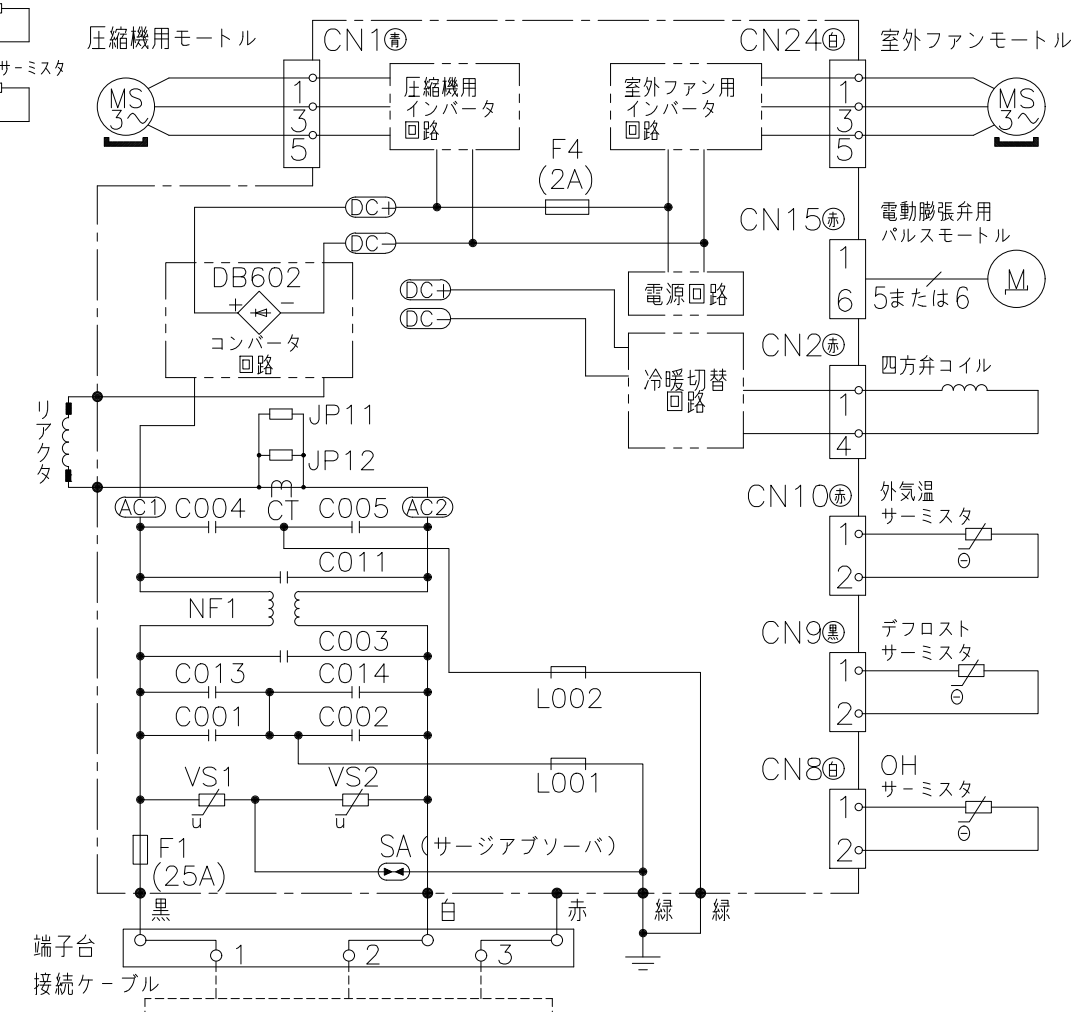 サーミスタ
圧縮機用モートル
CN1青
CN24白
室外ファンモートル
MS
3～
1
3
5
圧縮機用
インバータ
回路
室外ファン用
インバータ
回路
1
3
5
MS
3～
F4
(2A)
DC+
DC-
CN15赤
電動膨張弁用
パルスモートル
1
6
5または6
M
DB602
+
-
コンバータ
回路
DC+
DC-
電源回路
CN2赤
四方弁コイル
冷暖切替
回路
1
4
リアクタ
JP11
JP12
CT
AC1
C004
C005
AC2
CN10赤
外気温
サーミスタ
1
2
⊖
C011
NF1
C003
C013
C014
C001
C002
L002
L001
CN9黒
デフロスト
サーミスタ
1
2
⊖
VS1
u
VS2
u
CN8白
OH
サーミスタ
1
2
⊖
F1
(25A)
SA(サージアブソーバ)
黒
白
赤
緑
緑
端子台
1
2
3
接続ケーブル